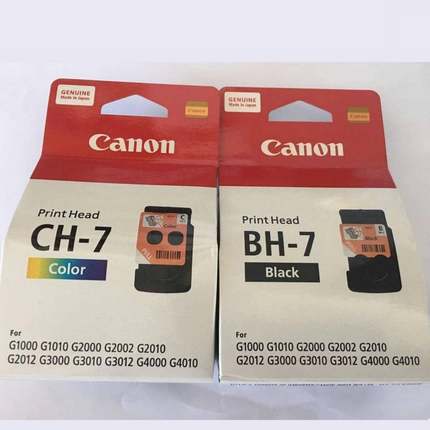 GENUINE
Made in Japan
Canon
Canon
Print Head
CH-7
Color
For
G1000 G1010 G2000 G2002 G2010
G2012 G3000 G3010 G3012 G4000 G4010
GENUINE
Made in Japan
Canon
Canon
Print Head
BH-7
Black
For
G1000 G1010 G2000 G2002 G2010
G2012 G3000 G3010 G3012 G4000 G4010